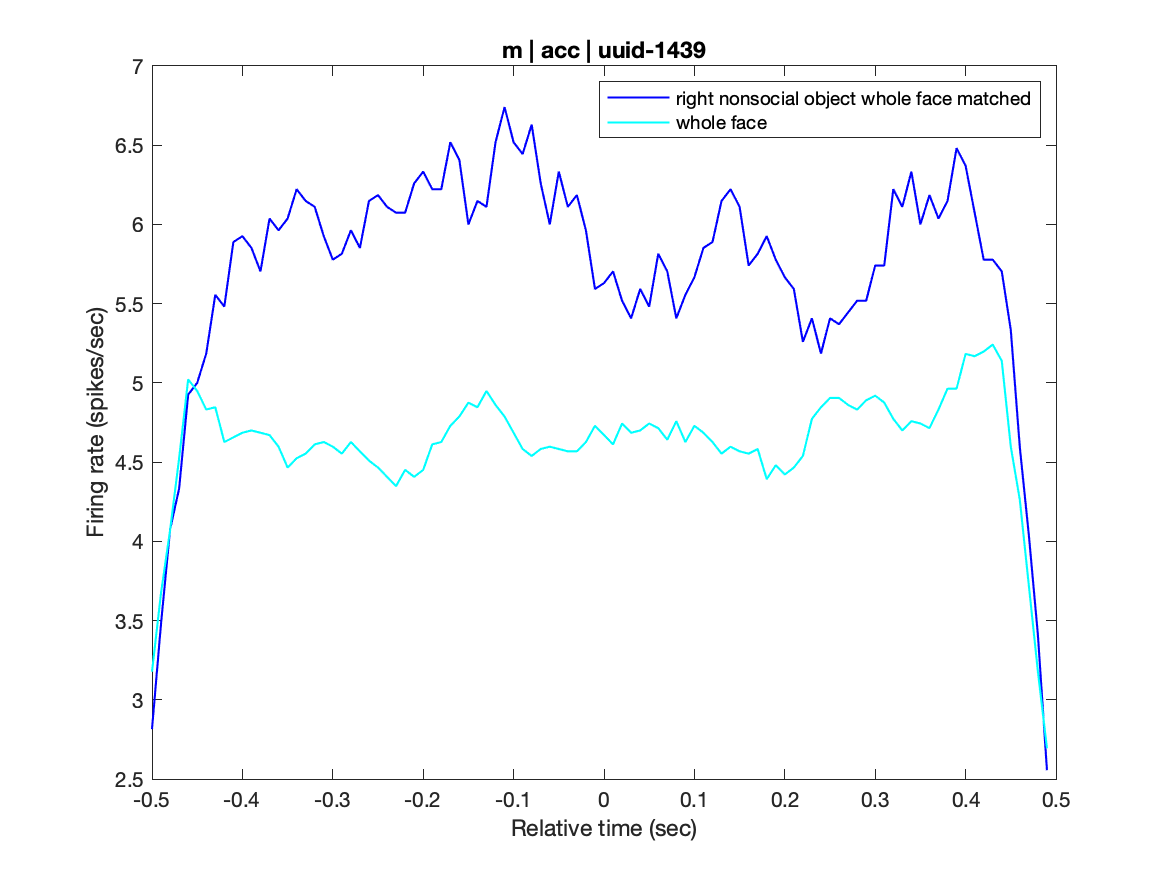 m | acc | uuid-1439
right nonsocial object whole face matched
whole face
Firing rate (spikes/sec)
7
6.5
6
5.5
5
4.5
4
3.5
3
2.5
-0.5 -0.4 -0.3 -0.2 -0.1 0 0.1 0.2 0.3 0.4 0.5
Relative time (sec)